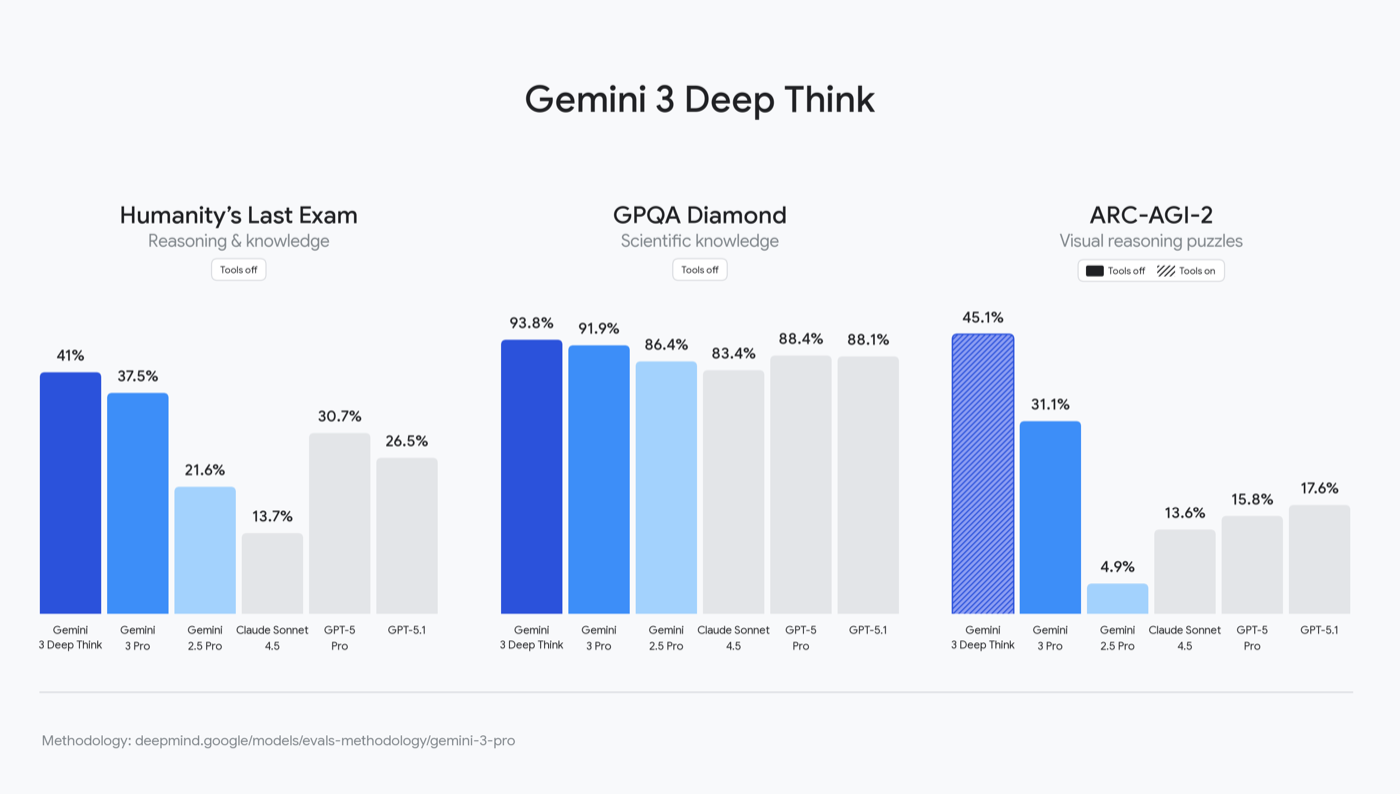 Gemini 3 Deep Think
Humanity’s Last Exam
Reasoning & knowledge
Tools off
41%
37.5%
21.6%
13.7%
30.7%
26.5%
Gemini
3 Deep Think
Gemini
3 Pro
Gemini
2.5 Pro
Claude Sonnet
4.5
GPT-5
Pro
GPT-5.1
GPQA Diamond
Scientific knowledge
Tools off
93.8%
91.9%
86.4%
83.4%
88.4%
88.1%
Gemini
3 Deep Think
Gemini
3 Pro
Gemini
2.5 Pro
Claude Sonnet
4.5
GPT-5
Pro
GPT-5.1
ARC-AGI-2
Visual reasoning puzzles
Tools off Tools on
45.1%
31.1%
4.9%
13.6%
15.8%
17.6%
Gemini
3 Deep Think
Gemini
3 Pro
Gemini
2.5 Pro
Claude Sonnet
4.5
GPT-5
Pro
GPT-5.1
Methodology: deepmind.google/models/evals-methodology/gemini-3-pro